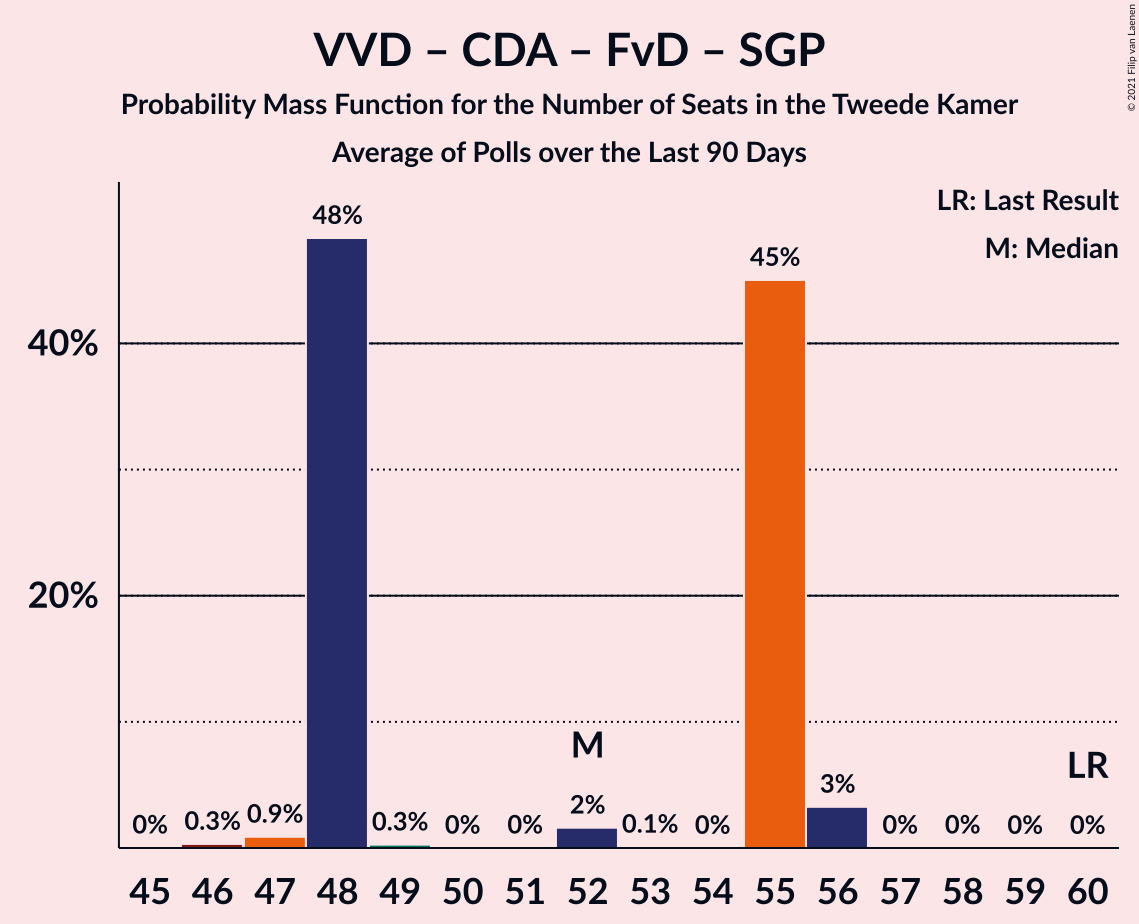 VVD – CDA – FvD – SGP
Probability Mass Function for the Number of Seats in the Tweede Kamer
Average of Polls over the Last 90 Days
© 2021 Filip van Laenen
LR: Last Result
M: Median
48%
45%
40%
20%
M
LR
0% 0.3% 0.9% 0.3% 0% 0% 2% 0.1% 0% 3% 0% 0% 0% 0%
45 46 47 48 49 50 51 52 53 54 55 56 57 58 59 60